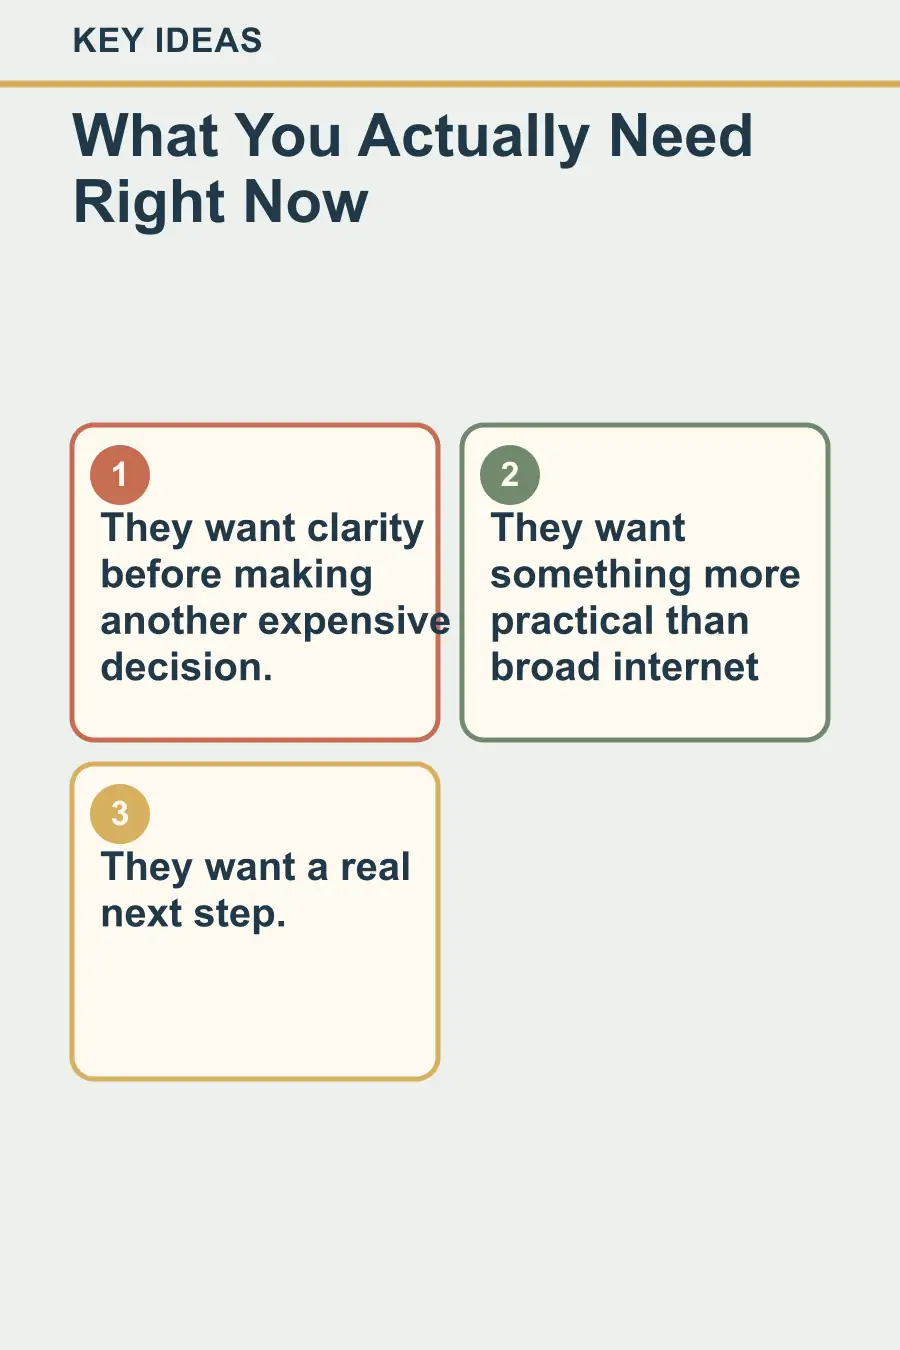 KEY IDEAS
What You Actually Need
Right Now
1
They want clarity
before making
another expensive
decision.
2
They want
something more
practical than
broad internet
3
They want a real
next step.